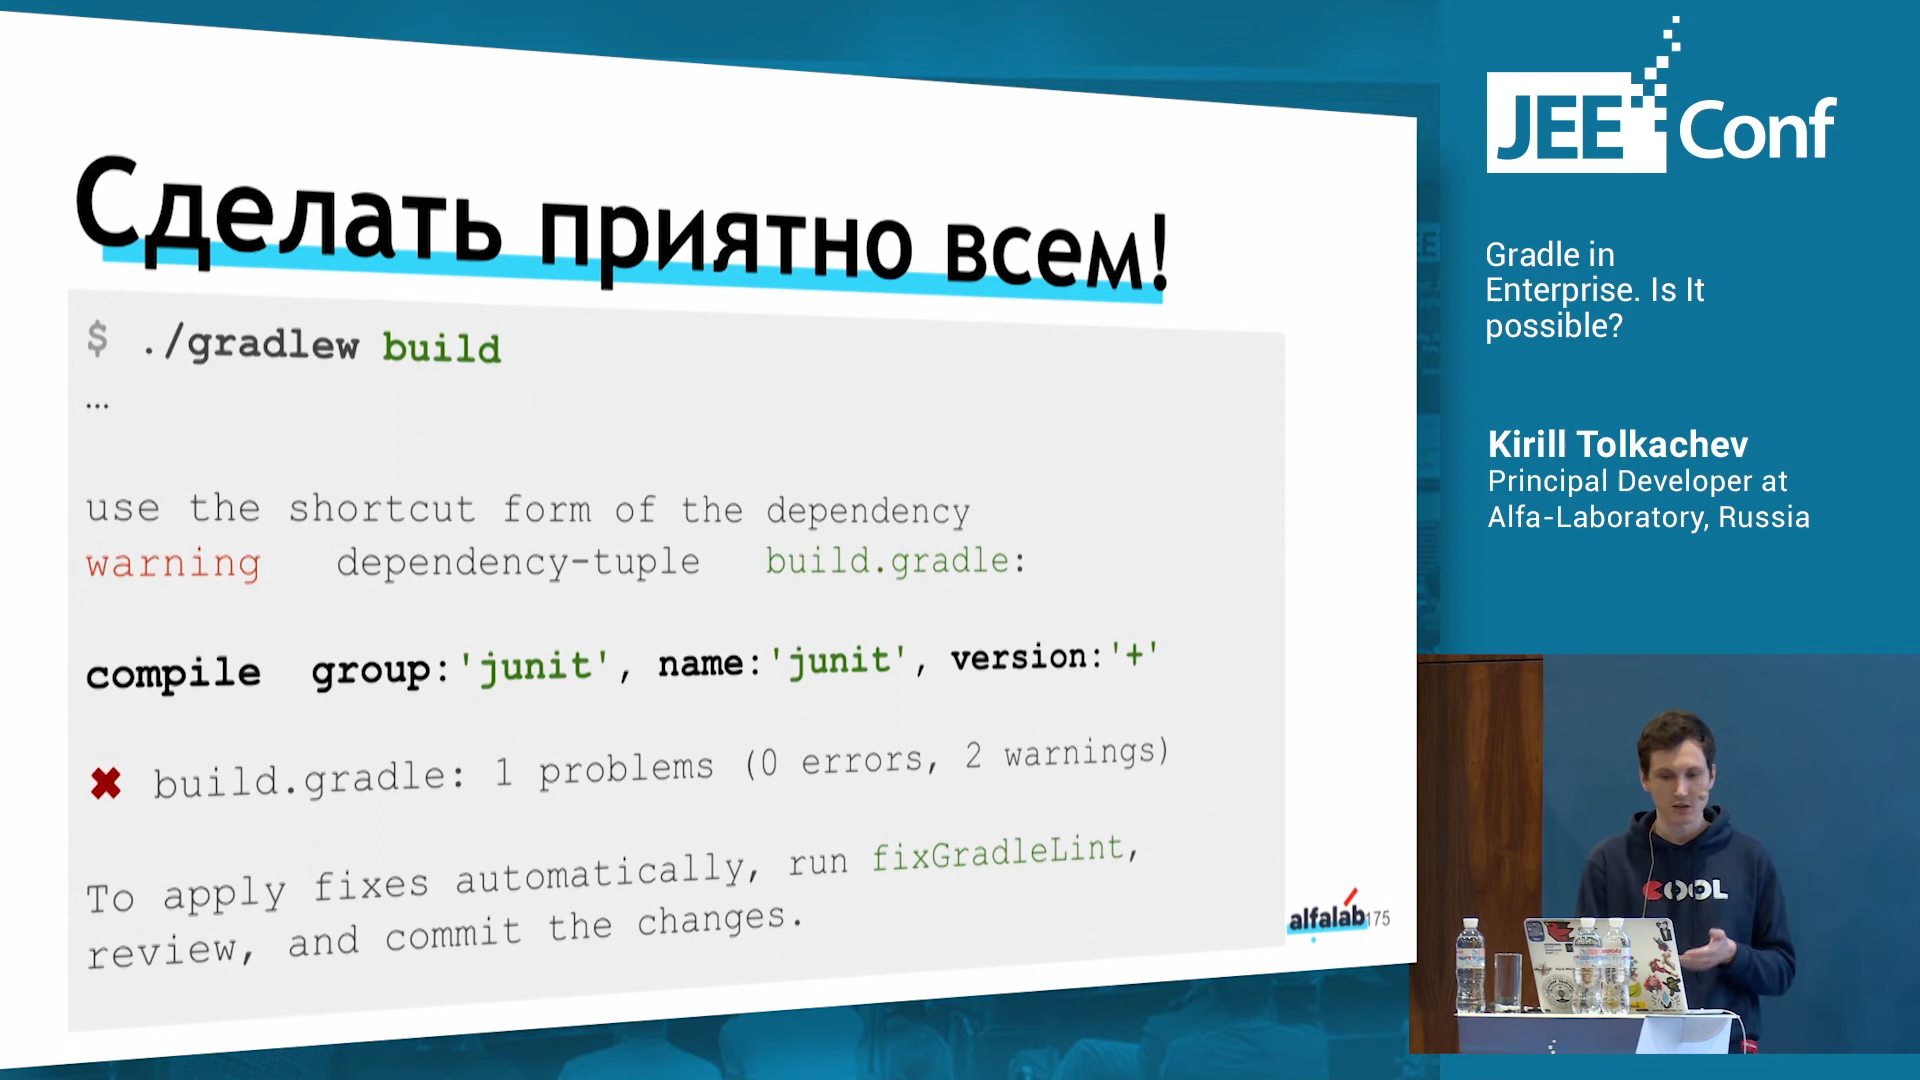 Сделать приятно всем!
$ ./gradlew build
…
use the shortcut form of the dependency
warning dependency-tuple build.gradle:
compile group:'junit', name:'junit', version:'+'
✖ build.gradle: 1 problems (0 errors, 2 warnings)
To apply fixes automatically, run fixGradleLint,
review, and commit the changes.
alfalab 175
JEE Conf
Gradle in
Enterprise. Is It
possible?
Kirill Tolkachev
Principal Developer at
Alfa-Laboratory, Russia
COOL